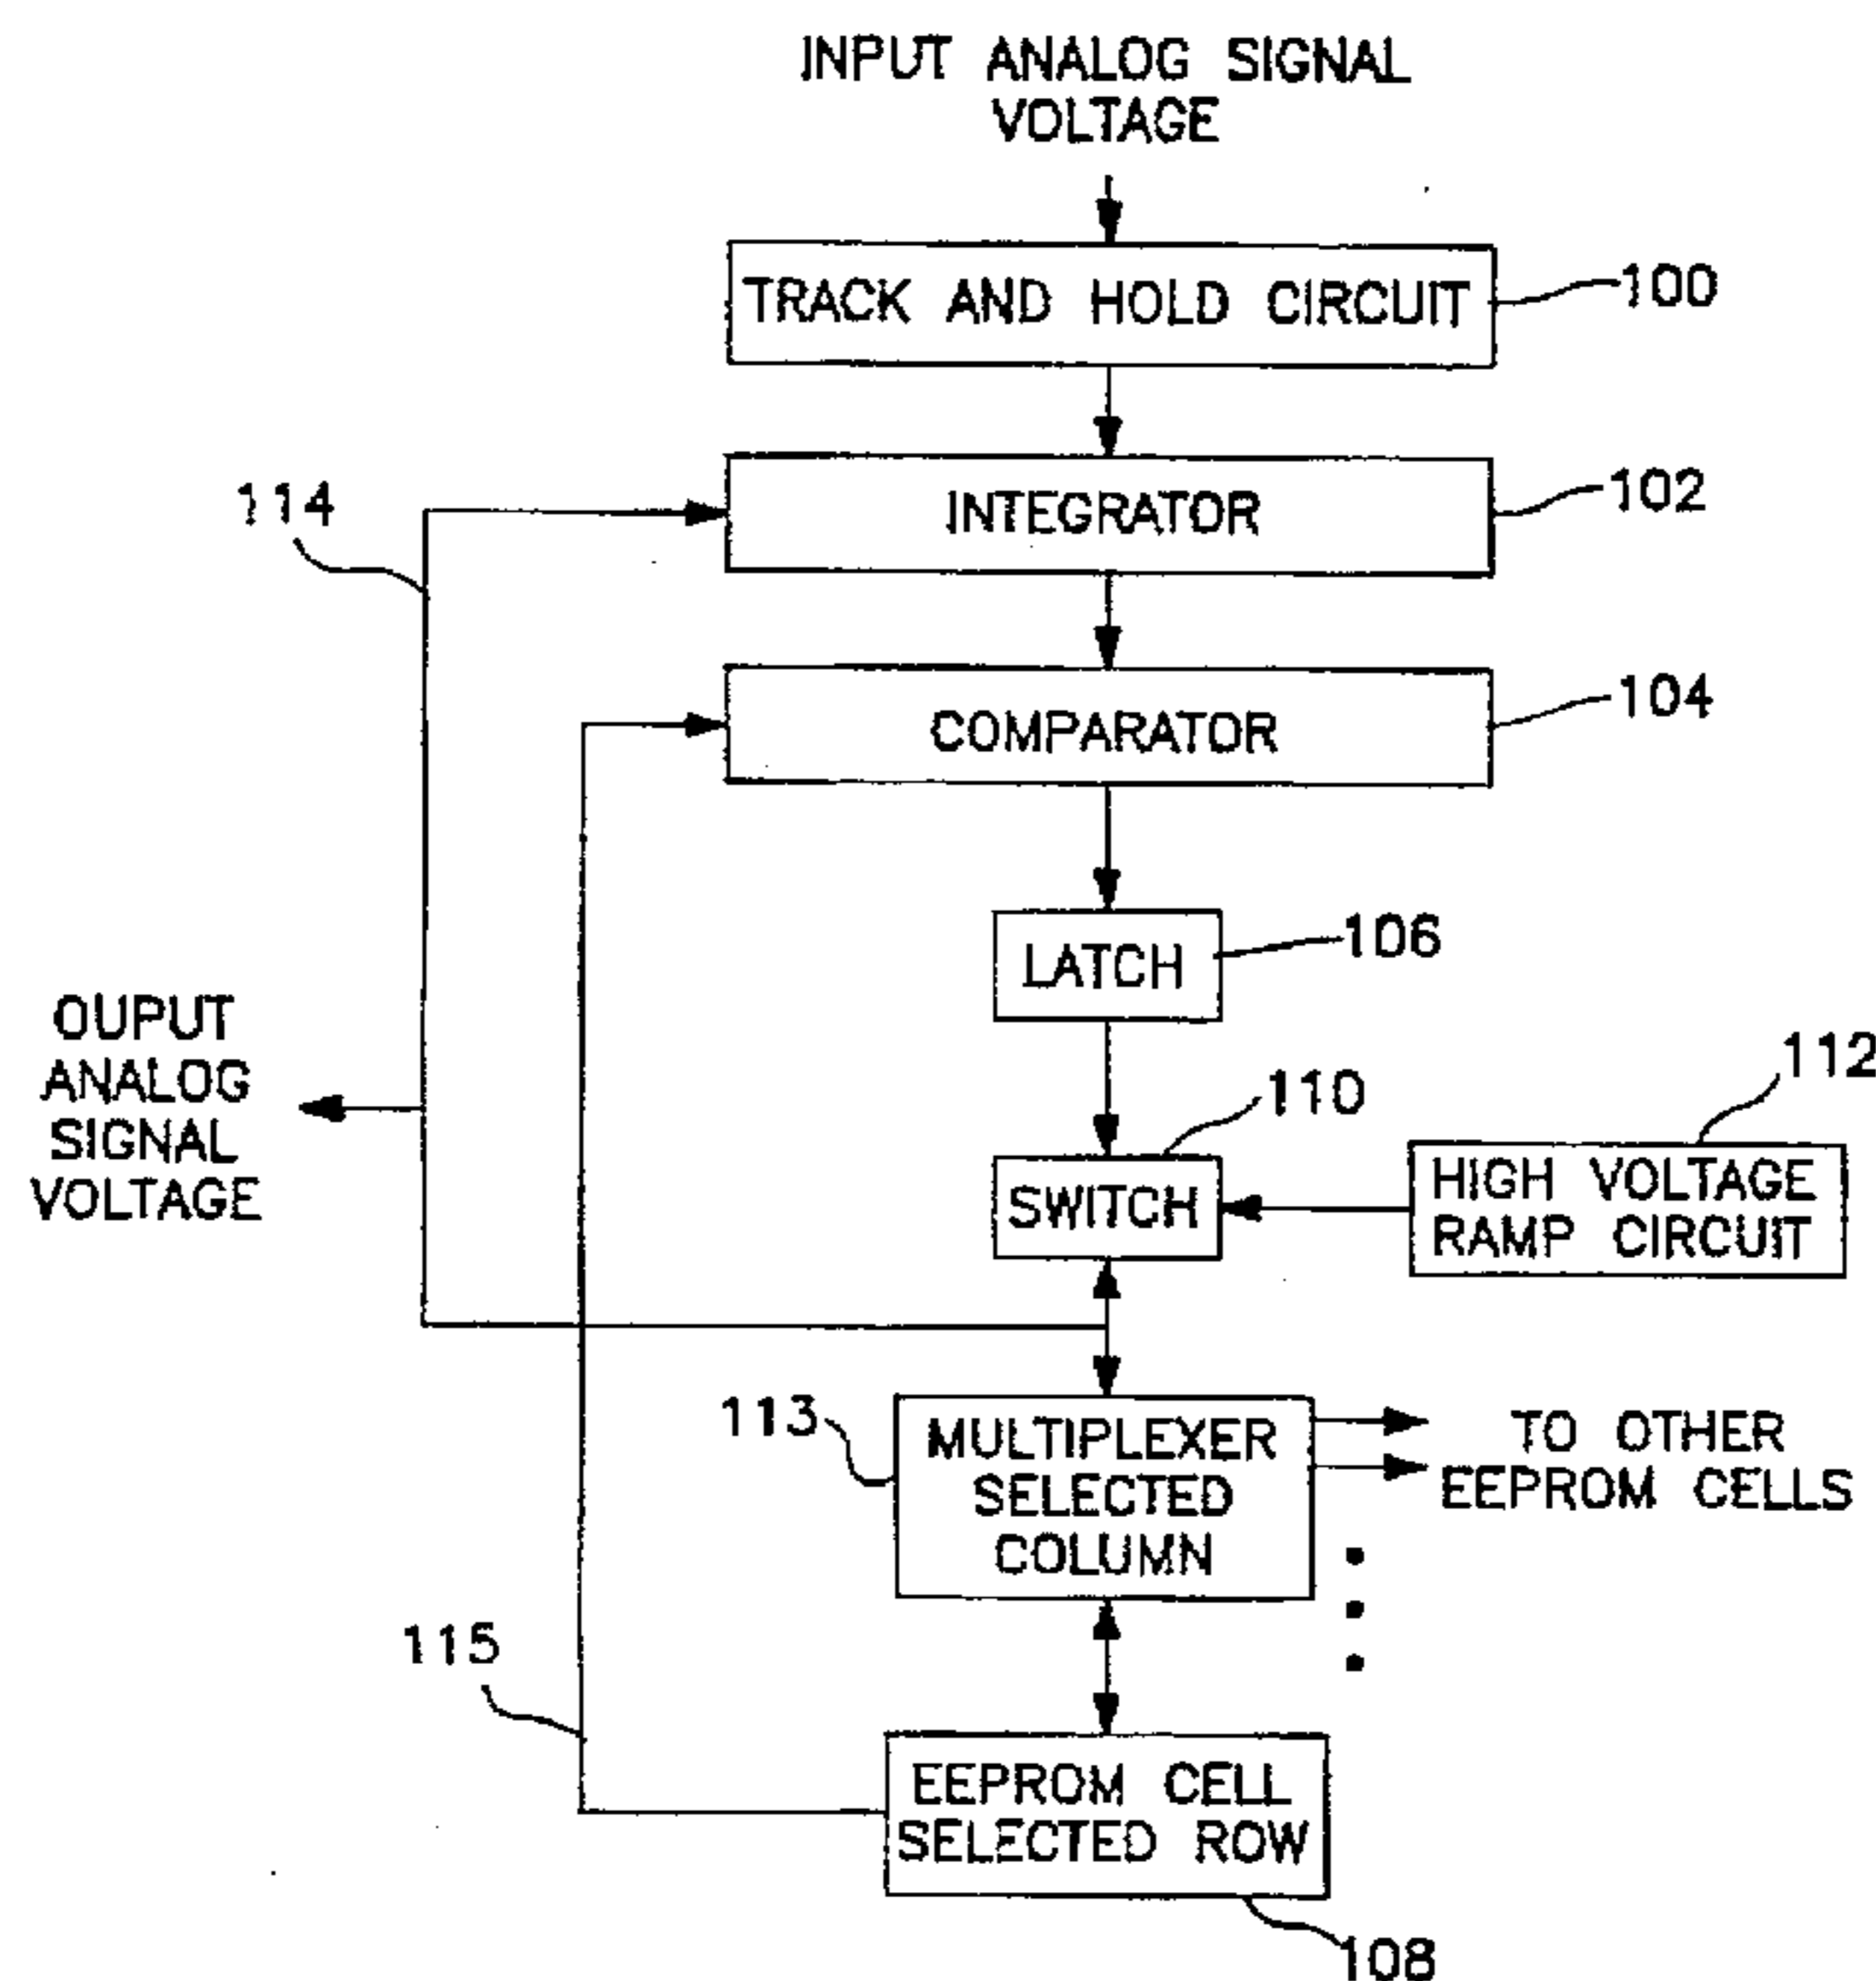 INPUT ANALOG SIGNAL
VOLTAGE
TRACK AND HOLD CIRCUIT
100
114
INTEGRATOR
102
COMPARATOR
104
LATCH
106
OUPUT
ANALOG
SIGNAL
VOLTAGE
110
112
SWITCH
HIGH VOLTAGE
RAMP CIRCUIT
113
MULTIPLEXER
SELECTED
COLUMN
TO OTHER
EEPROM CELLS
115
EEPROM CELL
SELECTED ROW
108